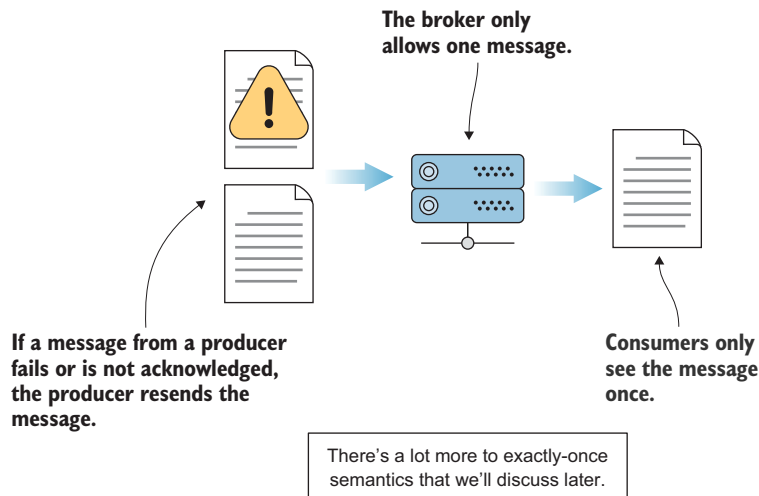 The broker only
allows one message.
If a message from a producer
fails or is not acknowledged,
the producer resends the
message.
Consumers only
see the message
once.
There's a lot more to exactly-once
semantics that we'll discuss later.